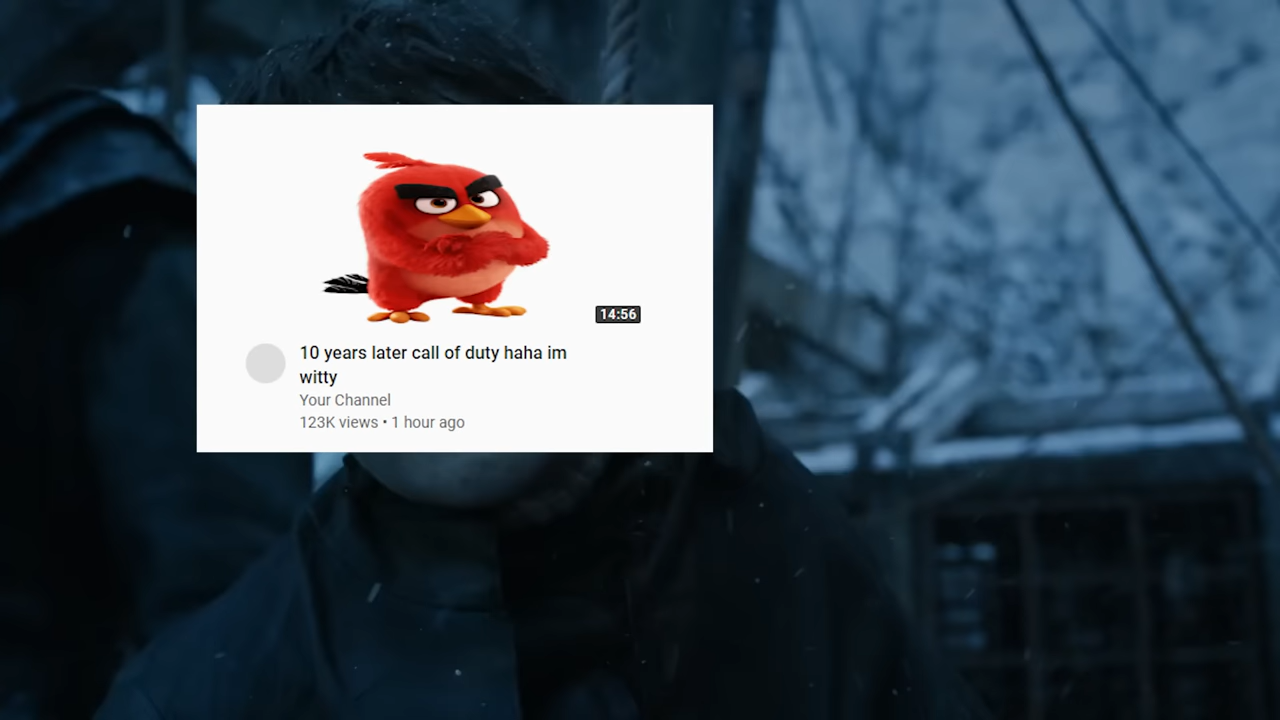 14:56
10 years later call of duty haha im
witty
Your Channel
123K views • 1 hour ago